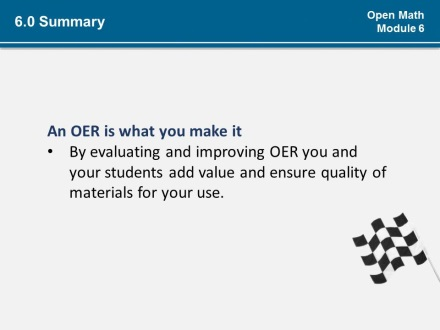 6.0 Summary
Open Math
Module 6
An OER is what you make it
• By evaluating and improving OER you and
your students add value and ensure quality of
materials for your use.